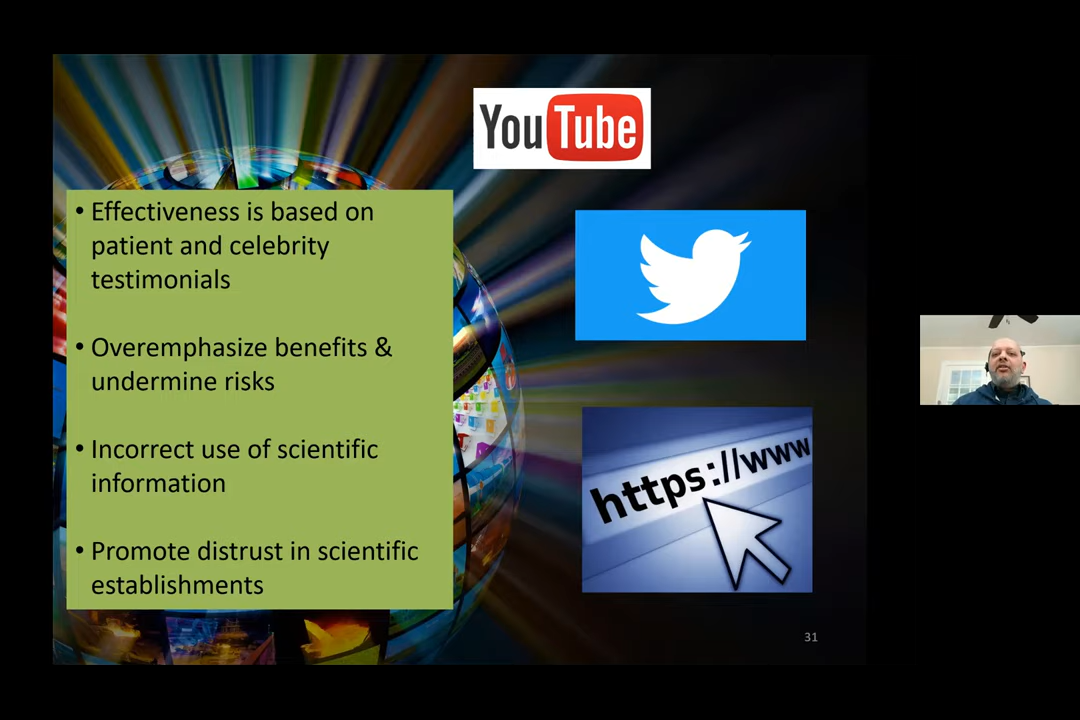 YouTube
• Effectiveness is based on
patient and celebrity
testimonials
• Overemphasize benefits &
undermine risks
• Incorrect use of scientific
information
• Promote distrust in scientific
establishments
https://www
31